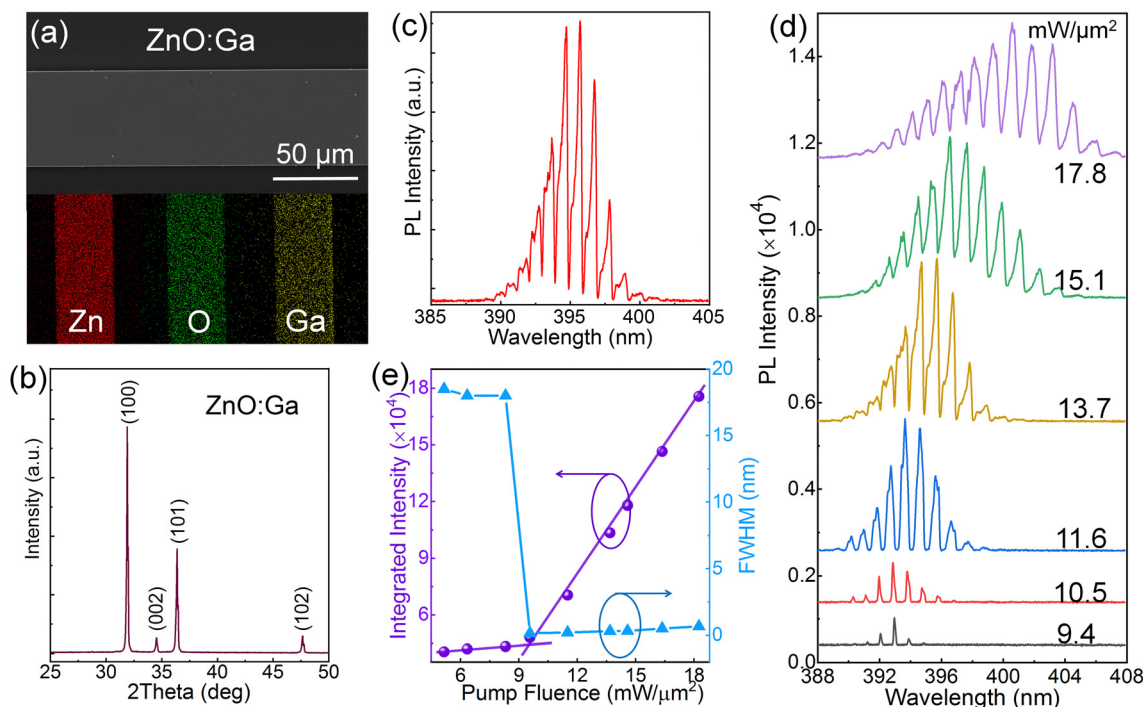 (a)
ZnO:Ga
50 μm
Zn
O
Ga
(b)
ZnO:Ga
(100)
(002)
(101)
(102)
Intensity (a.u.)
25 30 35 40 45 50
2Theta (deg)
(c)
PL Intensity (a.u.)
385 390 395 400 405
Wavelength (nm)
(e)
Integrated Intensity (×10⁴)
18
15
12
9
6
3 6 9 12 15 18
Pump Fluence (mW/μm²)
20
15
10
5
0
FWHM (nm)
(d)
mW/μm²
PL Intensity (×10⁴)
1.4
1.2
1.0
0.8
0.6
0.4
0.2
0.0
17.8
15.1
13.7
11.6
10.5
9.4
388 392 396 400 404 408
Wavelength (nm)